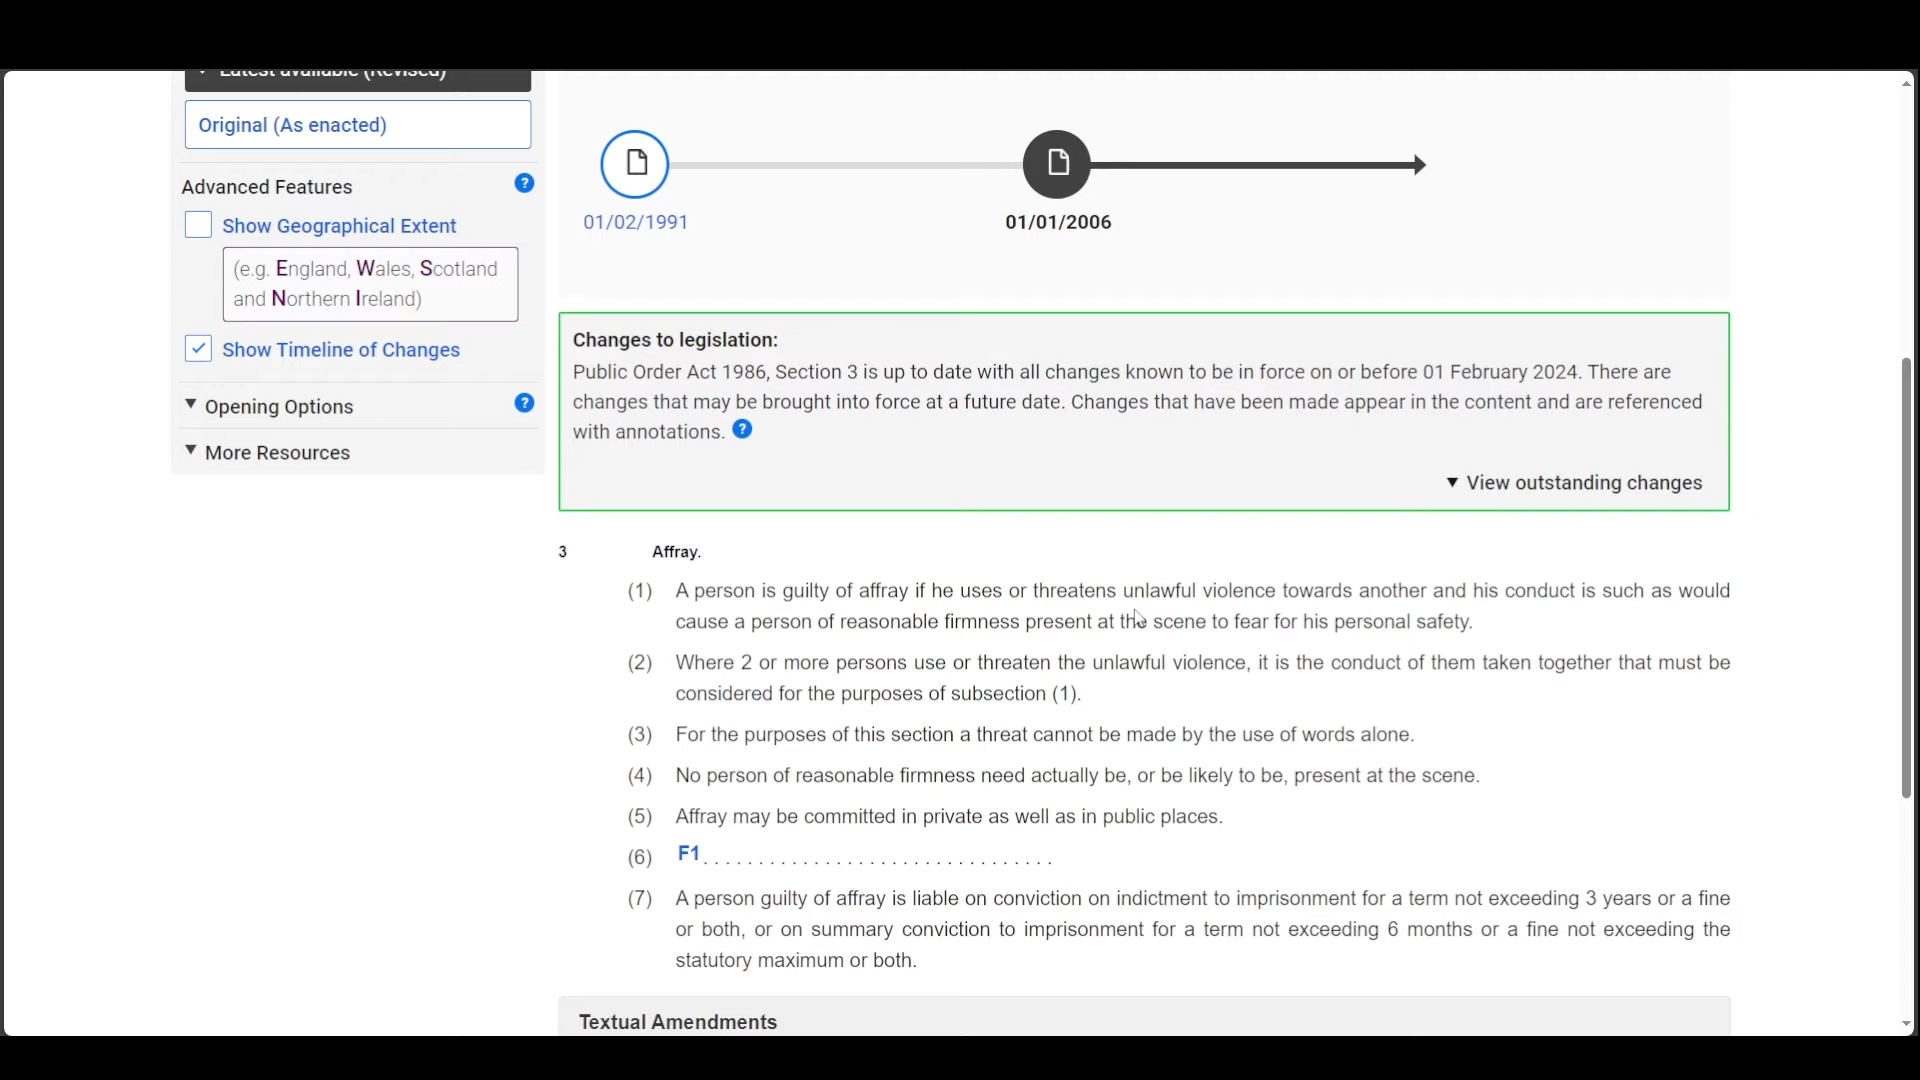 Latest available (Revised)
Original (As enacted)
Advanced Features
?
Show Geographical Extent
(e.g. England, Wales, Scotland
and Northern Ireland)
Show Timeline of Changes
Opening Options
?
More Resources
01/02/1991
01/01/2006
Changes to legislation:
Public Order Act 1986, Section 3 is up to date with all changes known to be in force on or before 01 February 2024. There are
changes that may be brought into force at a future date. Changes that have been made appear in the content and are referenced
with annotations. ?
View outstanding changes
3 Affray.
(1) A person is guilty of affray if he uses or threatens unlawful violence towards another and his conduct is such as would
cause a person of reasonable firmness present at the scene to fear for his personal safety.
(2) Where 2 or more persons use or threaten the unlawful violence, it is the conduct of them taken together that must be
considered for the purposes of subsection (1).
(3) For the purposes of this section a threat cannot be made by the use of words alone.
(4) No person of reasonable firmness need actually be, or be likely to be, present at the scene.
(5) Affray may be committed in private as well as in public places.
(6) F1. . . . . . . . . . . . . . . . . . . . . . . . . . . . . . . .
(7) A person guilty of affray is liable on conviction on indictment to imprisonment for a term not exceeding 3 years or a fine
or both, or on summary conviction to imprisonment for a term not exceeding 6 months or a fine not exceeding the
statutory maximum or both.
Textual Amendments